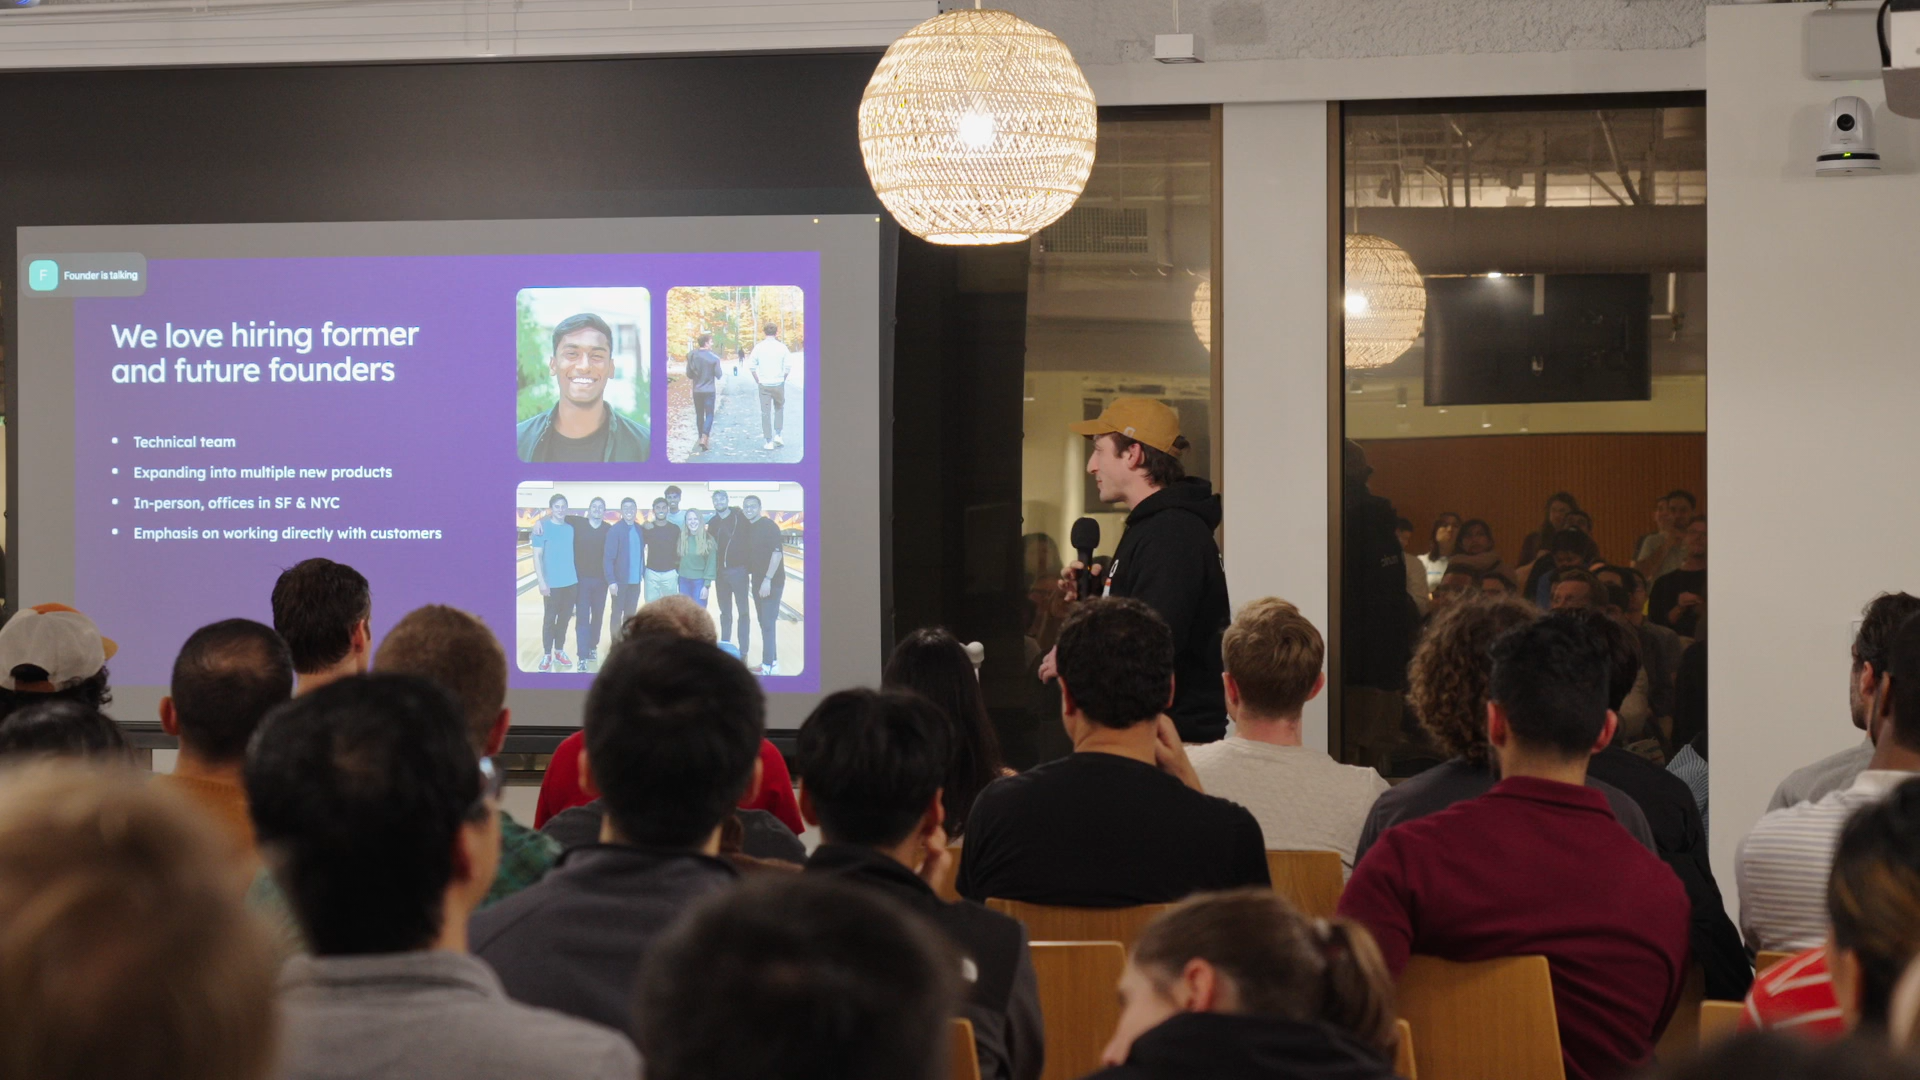 F
Founder is talking
We love hiring former
and future founders
• Technical team
• Expanding into multiple new products
• In-person, offices in SF & NYC
• Emphasis on working directly with customers